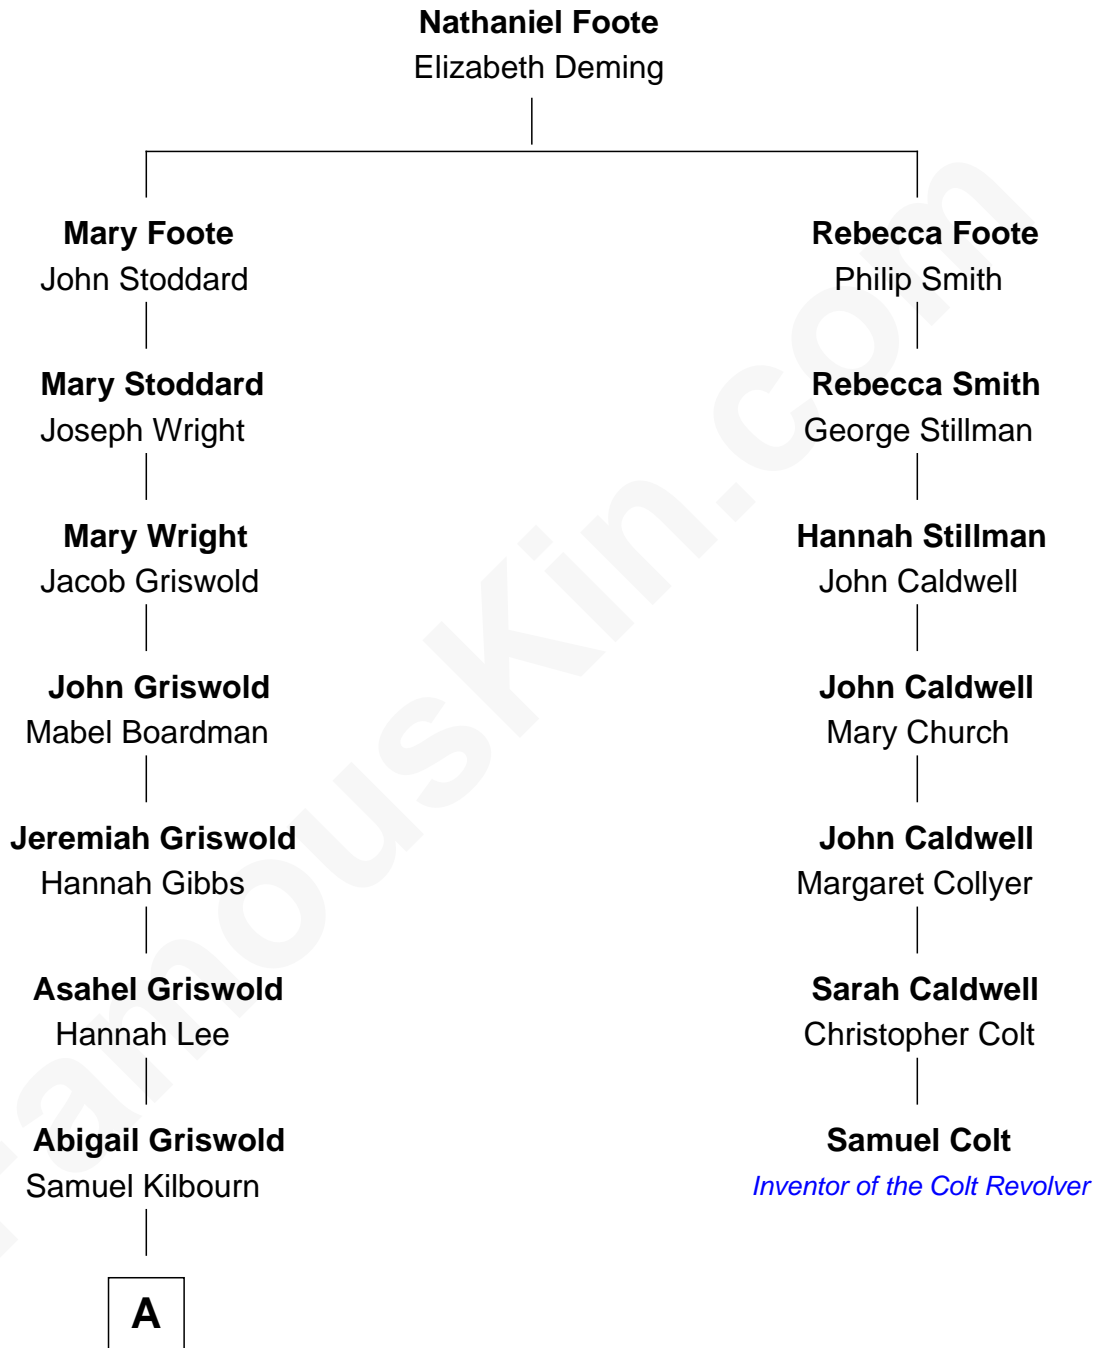 Nathaniel Foote
Elizabeth Deming
Mary Foote
John Stoddard
Rebecca Foote
Philip Smith
Mary Stoddard
Joseph Wright
Rebecca Smith
George Stillman
Mary Wright
Jacob Griswold
Hannah Stillman
John Caldwell
John Griswold
Mabel Boardman
John Caldwell
Mary Church
Jeremiah Griswold
Hannah Gibbs
John Caldwell
Margaret Collyer
Asahel Griswold
Hannah Lee
Sarah Caldwell
Christopher Colt
Abigail Griswold
Samuel Kilbourn
Samuel Colt
Inventor of the Colt Revolver
A
FamousKin.com